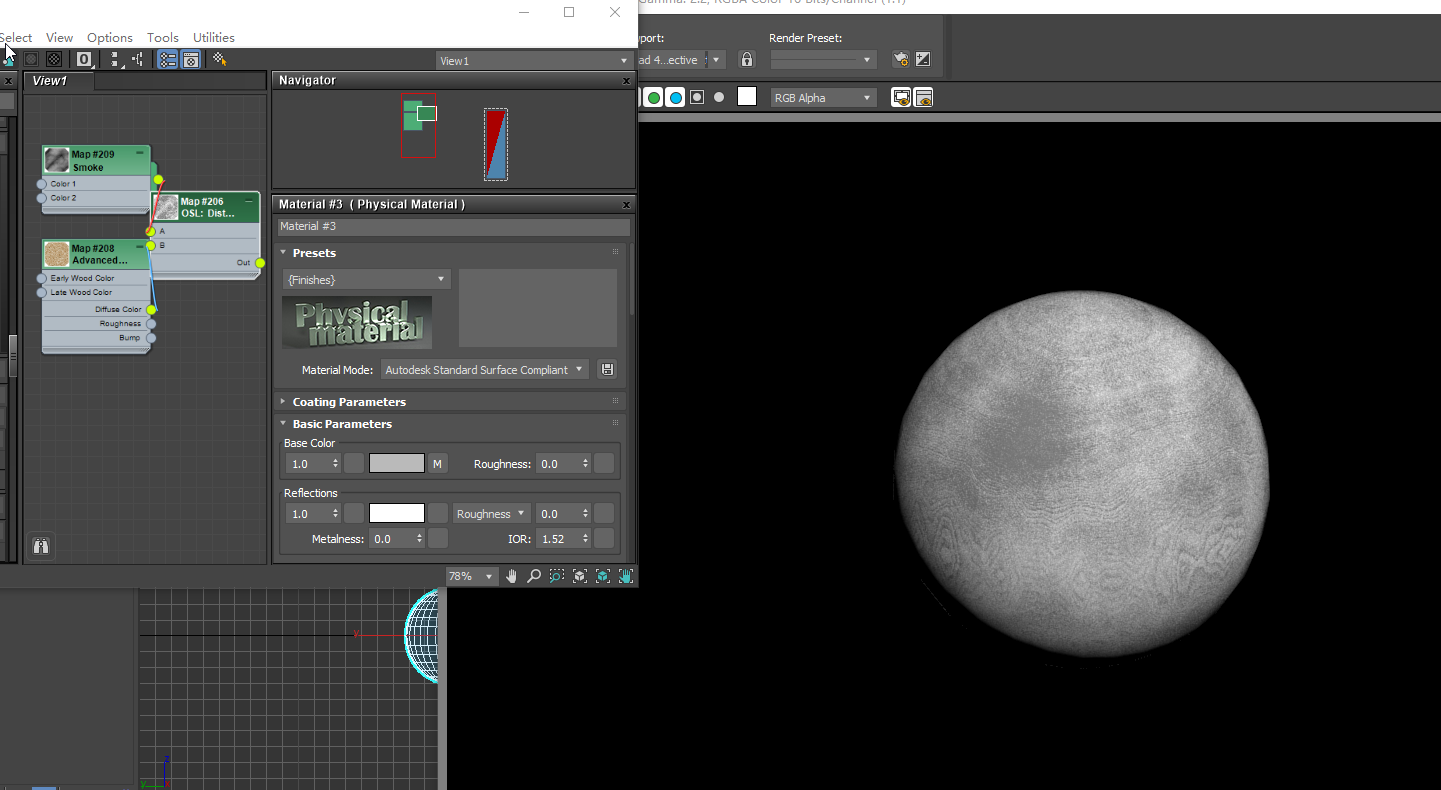 Gamma: 2.2, RGBA Color 16 Bits/Channel (1:1)
Select View Options Tools Utilities
port:
Render Preset:
View1
ad 4...ective
View1
Navigator
RGB Alpha
Map #209
Smoke
Color 1
Color 2
Map #206
OSL: Dist...
A
B
Out
Map #208
Advanced...
Early Wood Color
Late Wood Color
Diffuse Color
Roughness
Bump
Material #3 ( Physical Material )
Material #3
Presets
{Finishes}
Physical
material
Material Mode: Autodesk Standard Surface Compliant
Coating Parameters
Basic Parameters
Base Color
1.0 M Roughness: 0.0
Reflections
1.0 Roughness 0.0
Metalness: 0.0 IOR: 1.52
78%
y
z
y